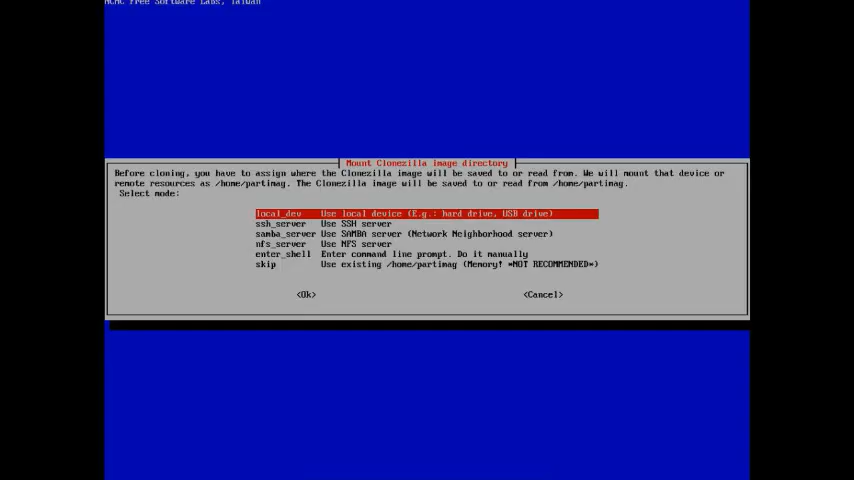 NCHC Free Software Labs, Taiwan
Mount Clonezilla image directory
Before cloning, you have to assign where the Clonezilla image will be saved to or read from. We will mount that device or
remote resources as /home/partimag. The Clonezilla image will be saved to or read from /home/partimag.
Select mode:
local_dev Use local device (E.g.: hard drive, USB drive)
ssh_server Use SSH server
samba_server Use SAMBA server (Network Neighborhood server)
nfs_server Use NFS server
enter_shell Enter command line prompt. Do it manually
skip Use existing /home/partimag (Memory! *NOT RECOMMENDED*)
<Ok> <Cancel>